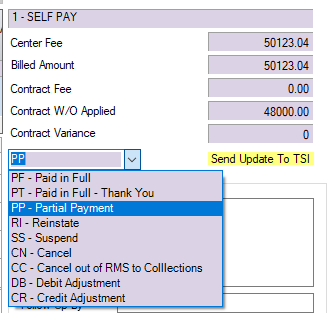 1 - SELF PAY
Center Fee 50123.04
Billed Amount 50123.04
Contract Fee 0.00
Contract W/O Applied 48000.00
Contract Variance 0
PP Send Update To TSI
PF - Paid in Full
PT - Paid in Full - Thank You
PP - Partial Payment
RI - Reinstate
SS - Suspend
CN - Cancel
CC - Cancel out of RMS to Colllections
DB - Debit Adjustment
CR - Credit Adjustment